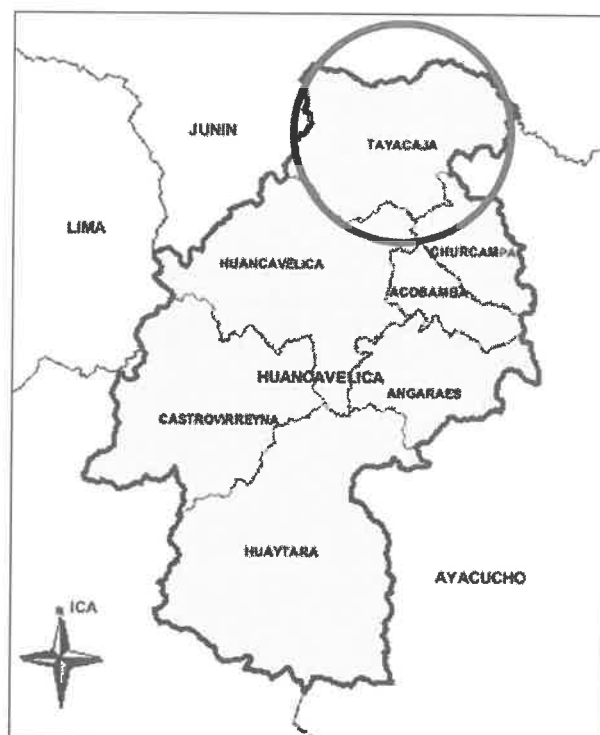 JUNIN
TAYACAJA
LIMA
CHURCAMPA
HUANCAVELICA
ACOBAMBA
HUANCAVELICA
ANGARAES
CASTROVIRREYNA
HUAYTARA
AYACUCHO
N
ICA